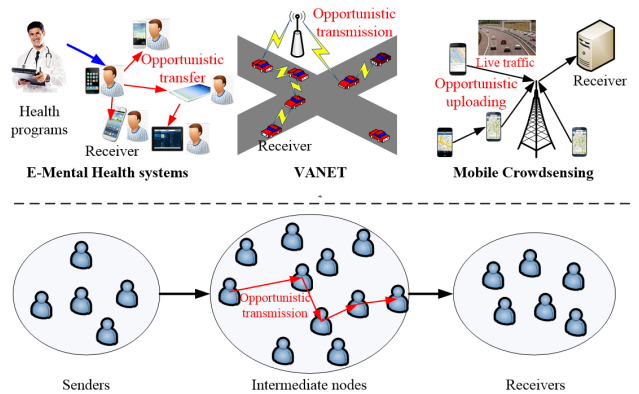 Health
programs
Opportunistic
transfer
Receiver
E-Mental Health systems
Opportunistic
transmission
Receiver
VANET
Live traffic
Opportunistic
uploading
Receiver
Mobile Crowdsensing
Opportunistic
transmission
Senders
Intermediate nodes
Receivers